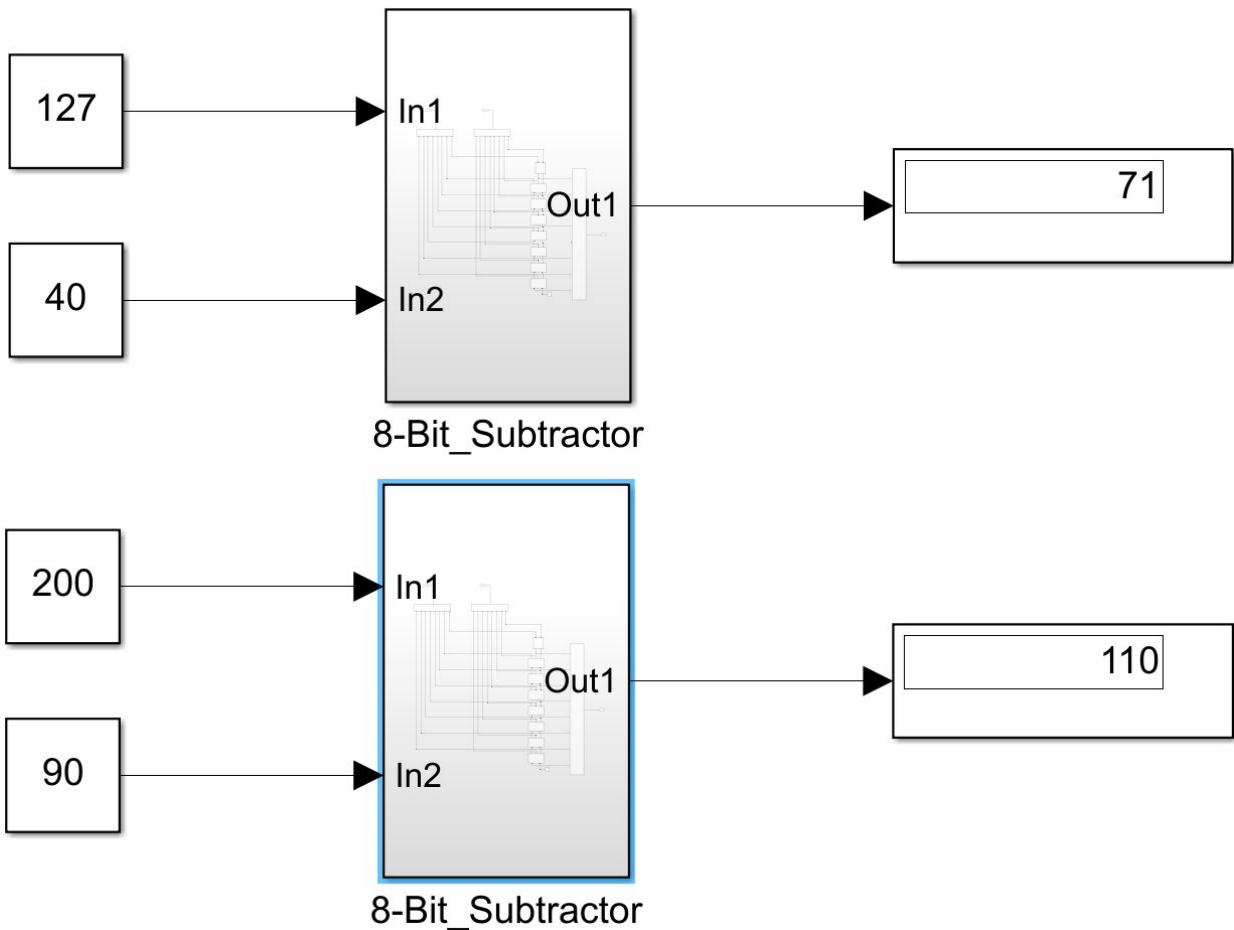 127
In1
71
Out1
40
In2
8-Bit_Subtractor
200
In1
110
Out1
90
In2
8-Bit_Subtractor